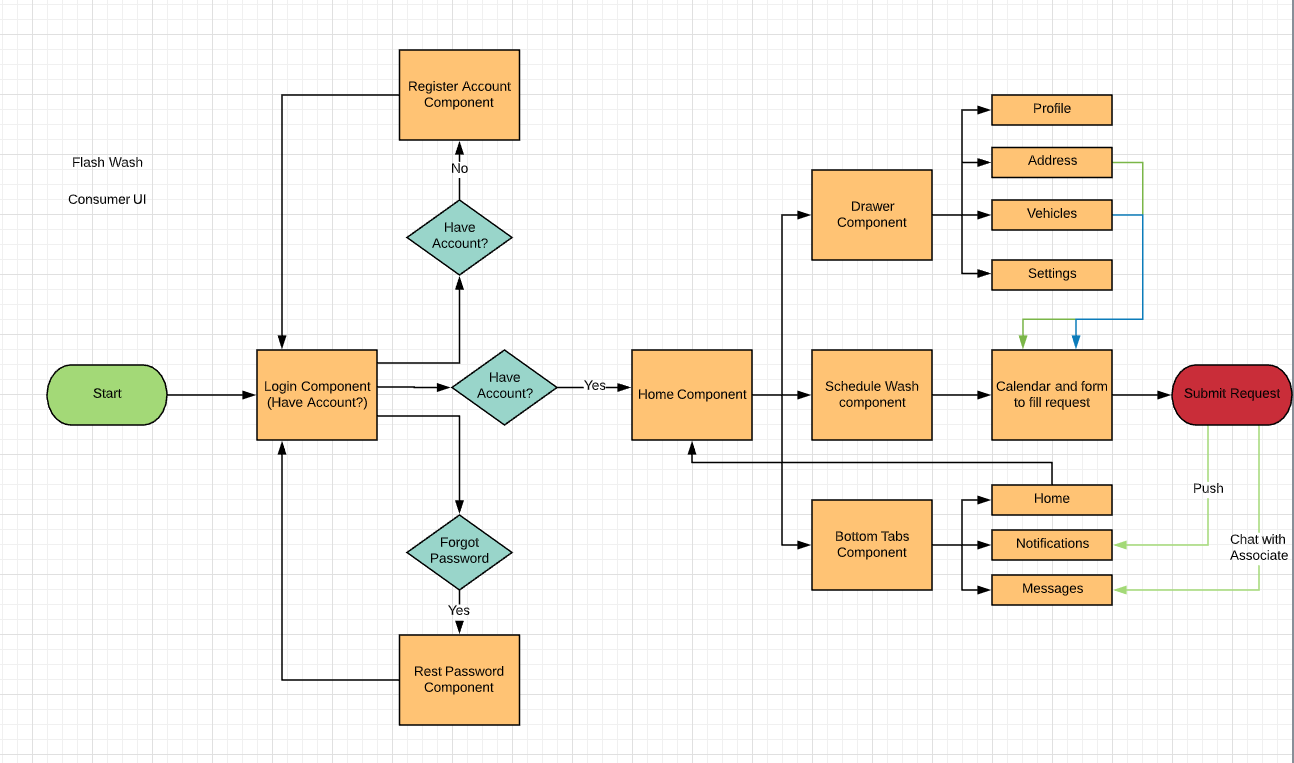 Flash Wash
Consumer UI
Start
Register Account
Component
No
Have
Account?
Login Component
(Have Account?)
Have
Account?
Yes
Forgot
Password
Yes
Rest Password
Component
Home Component
Drawer
Component
Profile
Address
Vehicles
Settings
Schedule Wash
component
Calendar and form
to fill request
Submit Request
Bottom Tabs
Component
Home
Notifications
Messages
Push
Chat with
Associate